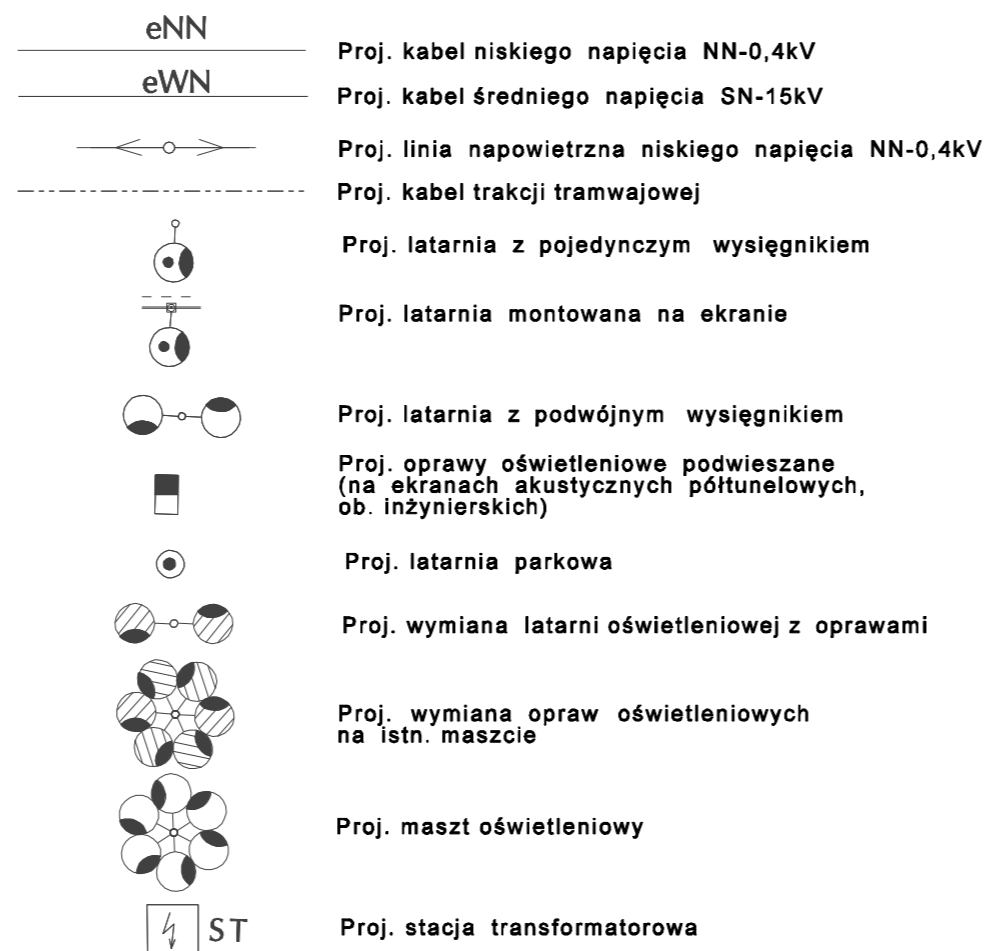 eNN
Proj. kabel niskiego napięcia NN-0,4kV
eWN
Proj. kabel średniego napięcia SN-15kV
Proj. linia napowietrzna niskiego napięcia NN-0,4kV
Proj. kabel trakcji tramwajowej
Proj. latarnia z pojedynczym wysięgnikiem
Proj. latarnia montowana na ekranie
Proj. latarnia z podwójnym wysięgnikiem
Proj. oprawy oświetleniowe podwieszane
(na ekranach akustycznych półtunelowych,
ob. inżynierskich)
Proj. latarnia parkowa
Proj. wymiana latarni oświetleniowej z oprawami
Proj. wymiana opraw oświetleniowych
na istn. maszcie
Proj. maszt oświetleniowy
ST
Proj. stacja transformatorowa